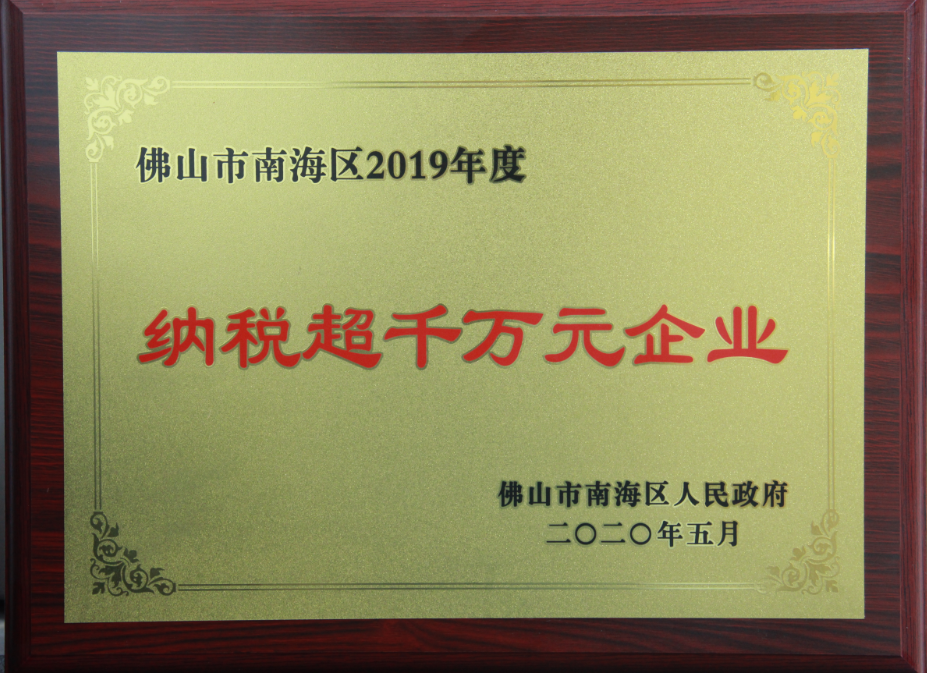 佛山市南海区2019年度
纳税超千万元企业
佛山市南海区人民政府
二〇二〇年五月